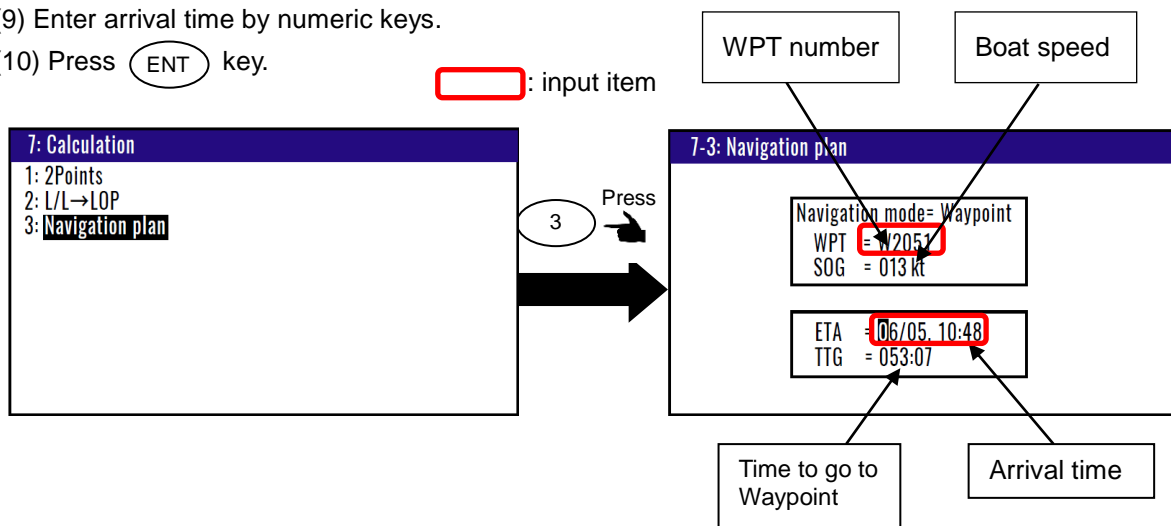 (9) Enter arrival time by numeric keys.
(10) Press ENT key.
: input item
WPT number
Boat speed
7: Calculation
1: 2Points
2: L/L→LOP
3: Navigation plan
3
Press
7-3: Navigation plan
Navigation mode= Waypoint
WPT = W2051
SOG = 013 kt
ETA = 06/05, 10:48
TTG = 053:07
Time to go to
Waypoint
Arrival time